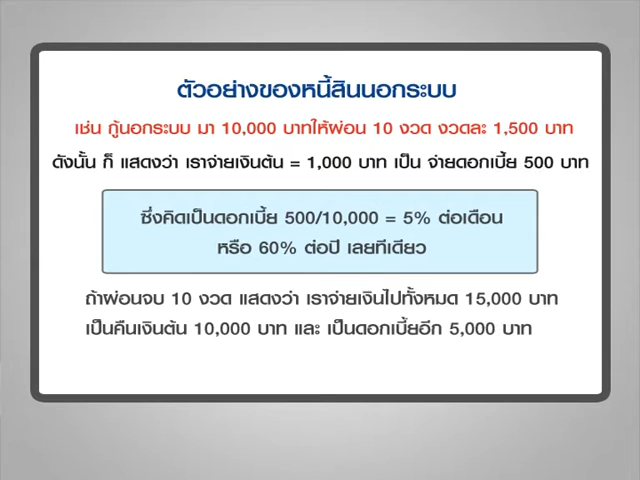 ตัวอย่างของหนี้สินนอกระบบ
เช่น กู้นอกระบบ มา 10,000 บาทให้ผ่อน 10 งวด งวดละ 1,500 บาท
ดังนั้น ก็ แสดงว่า เราจ่ายเงินต้น = 1,000 บาท เป็น จ่ายดอกเบี้ย 500 บาท
ซึ่งคิดเป็นดอกเบี้ย 500/10,000 = 5% ต่อเดือน
หรือ 60% ต่อปี เลยทีเดียว
ถ้าผ่อนจบ 10 งวด แสดงว่า เราจ่ายเงินไปทั้งหมด 15,000 บาท
เป็นคืนเงินต้น 10,000 บาท และ เป็นดอกเบี้ยอีก 5,000 บาท